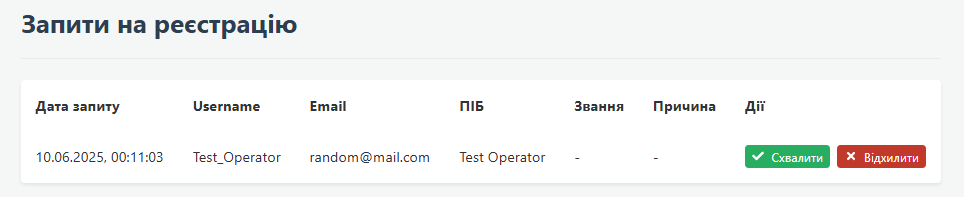 Запити на реєстрацію
Дата запиту Username Email ПІБ Звання Причина Дії
10.06.2025, 00:11:03 Test_Operator random@mail.com Test Operator - - Схвалити Відхилити